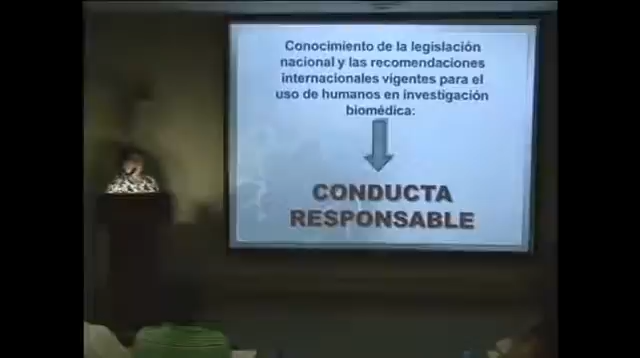 Conocimiento de la legislación
nacional y las recomendaciones
internacionales vigentes para el
uso de humanos en investigación
biomédica:
CONDUCTA
RESPONSABLE